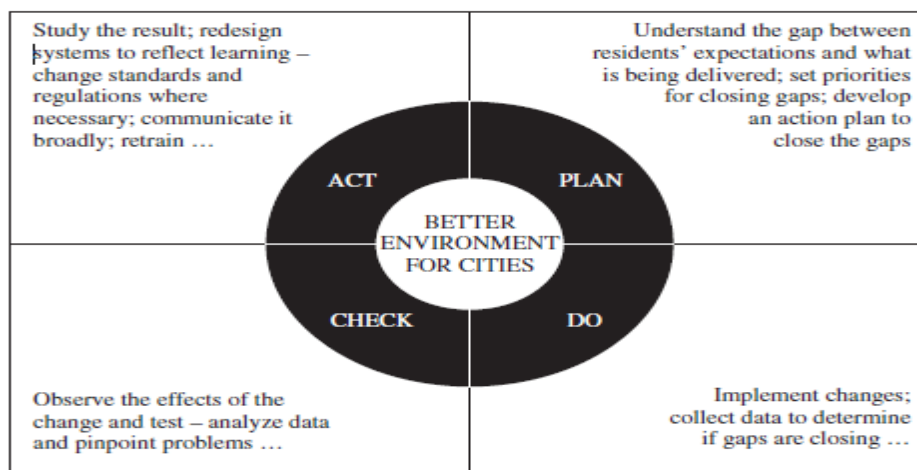 Study the result; redesign
systems to reflect learning –
change standards and
regulations where
necessary; communicate it
broadly; retrain …
Understand the gap between
residents’ expectations and what
is being delivered; set priorities
for closing gaps; develop
an action plan to
close the gaps
ACT
PLAN
BETTER
ENVIRONMENT
FOR CITIES
CHECK
DO
Observe the effects of the
change and test – analyze data
and pinpoint problems …
Implement changes;
collect data to determine
if gaps are closing …